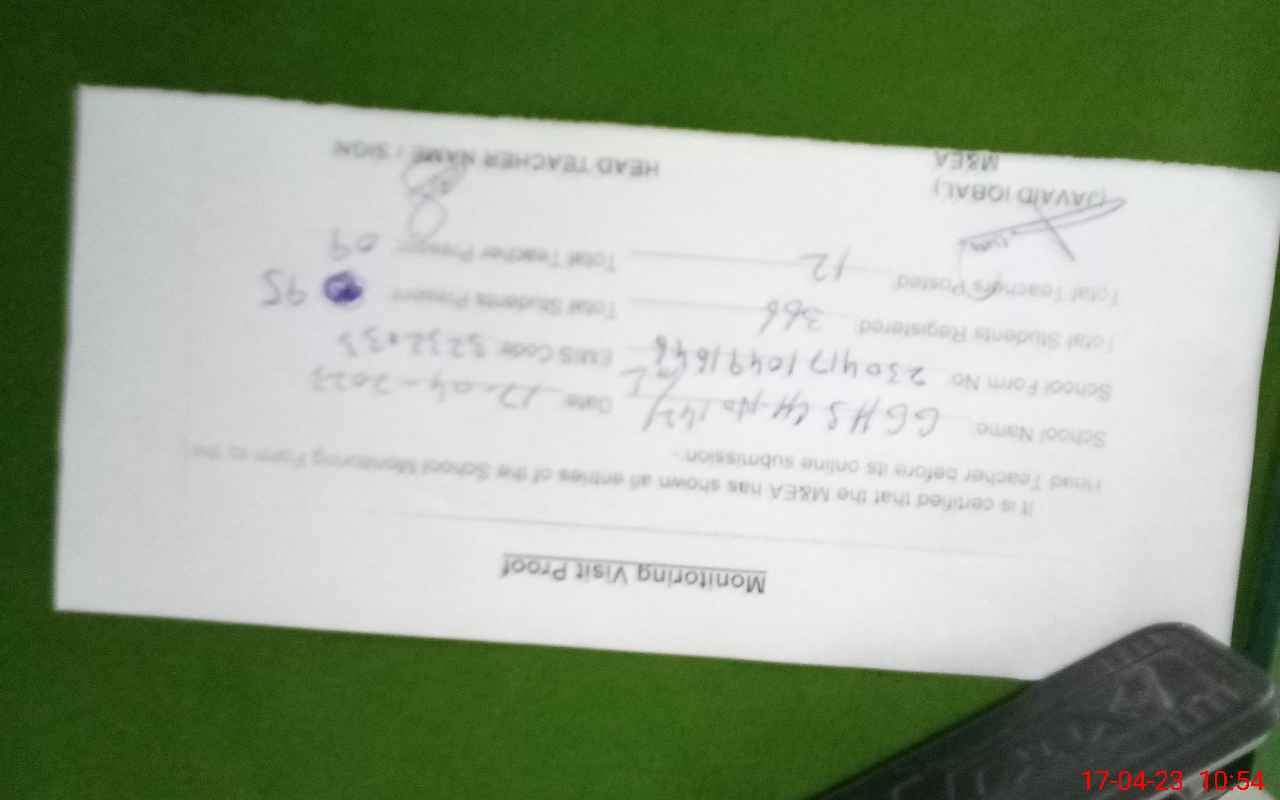 Monitoring Visit Proof
It is certified that the M&EA has shown all entries of the School Monitoring Form to the
Head Teacher before its online submission:-
School Name: GGHS CH. No 142/ Date: 17-04-2023
School Form No: EMIS Code:
Total Students Registered: 366 Total Students Present: 95
Total Teachers Posted: 12 Total Teacher Present: 09
(JAVAID IQBAL)
M&EA HEAD TEACHER NAME / SIGN
17-04-23 10:54